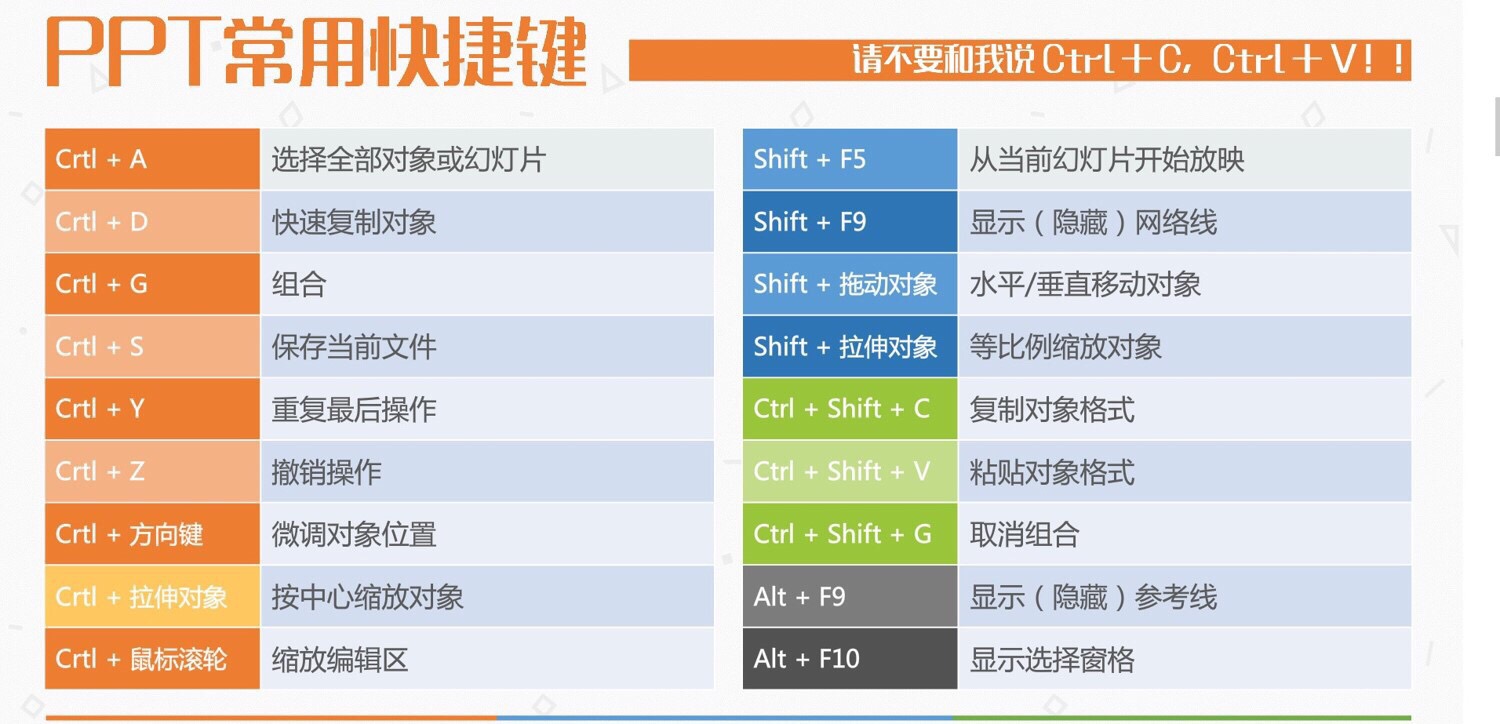 PPT常用快捷键
请不要和我说Ctrl＋C，Ctrl＋V！！
Crtl + A 选择全部对象或幻灯片
Crtl + D 快速复制对象
Crtl + G 组合
Crtl + S 保存当前文件
Crtl + Y 重复最后操作
Crtl + Z 撤销操作
Crtl + 方向键 微调对象位置
Crtl + 拉伸对象 按中心缩放对象
Crtl + 鼠标滚轮 缩放编辑区
Shift + F5 从当前幻灯片开始放映
Shift + F9 显示（隐藏）网络线
Shift + 拖动对象 水平/垂直移动对象
Shift + 拉伸对象 等比例缩放对象
Ctrl + Shift + C 复制对象格式
Ctrl + Shift + V 粘贴对象格式
Ctrl + Shift + G 取消组合
Alt + F9 显示（隐藏）参考线
Alt + F10 显示选择窗格